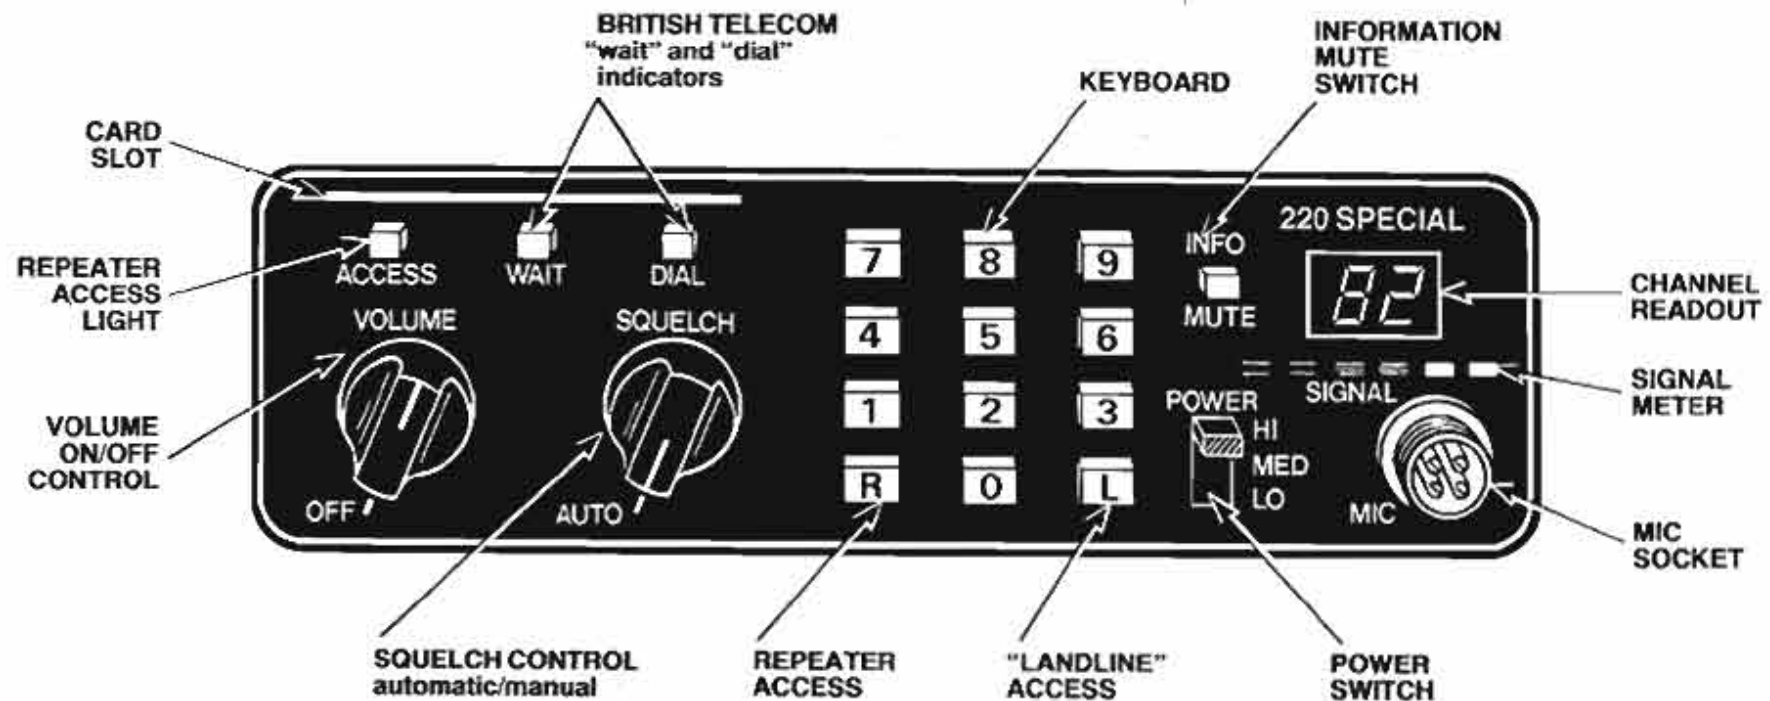 BRITISH TELECOM
"wait" and "dial"
indicators
INFORMATION
MUTE
SWITCH
KEYBOARD
CARD
SLOT
REPEATER
ACCESS
LIGHT
VOLUME
ON/OFF
CONTROL
ACCESS
WAIT
DIAL
VOLUME
SQUELCH
OFF
AUTO
7
8
9
4
5
6
1
2
3
R
0
L
INFO
MUTE
220 SPECIAL
82
SIGNAL
POWER
HI
MED
LO
MIC
CHANNEL
READOUT
SIGNAL
METER
MIC
SOCKET
SQUELCH CONTROL
automatic/manual
REPEATER
ACCESS
"LANDLINE"
ACCESS
POWER
SWITCH